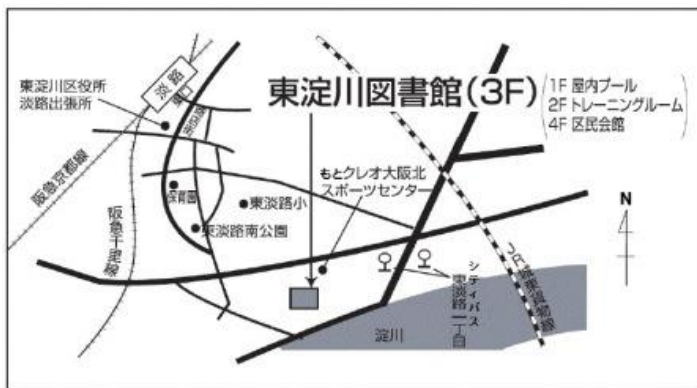 東淀川区役所
淡路出張所
淡路
東淀川図書館(3F)
1F 屋内プール
2F トレーニングルーム
4F 区民会館
阪急京都線
阪急千里線
保育園
東淡路小
東淡路南公園
もとクレオ大阪北
スポーツセンター
N
シティバス
東淡路一丁目
淀川